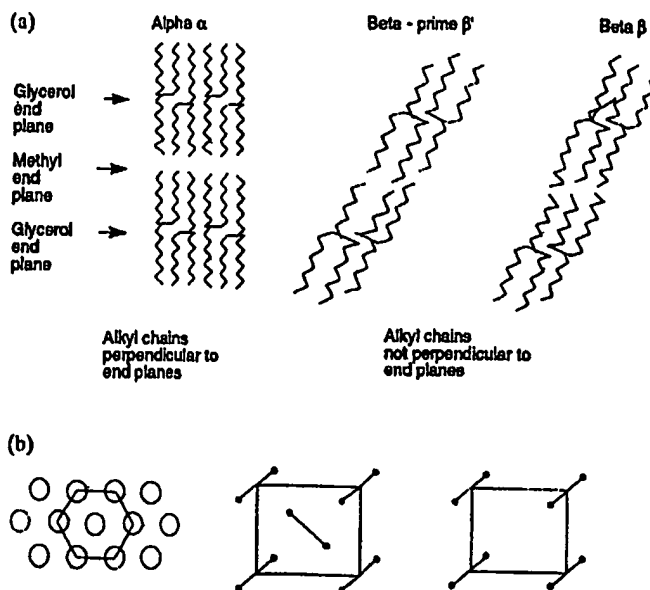 (a)
Alpha α
Beta - prime β'
Beta β
Glycerol
end
plane
Methyl
end
plane
Glycerol
end
plane
Alkyl chains
perpendicular to
end planes
Alkyl chains
not perpendicular to
end planes
(b)